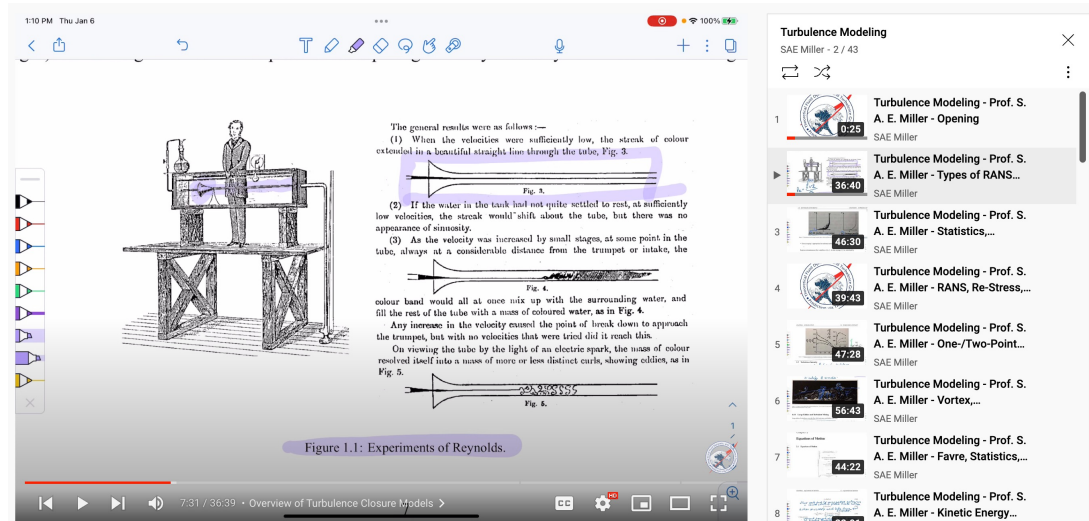 1:10 PM Thu Jan 6
100%
The general results were as follows :—
(1) When the velocities were sufficiently low, the streak of colour
extended in a beautiful straight line through the tube, Fig. 3.
Fig. 3.
(2) If the water in the tank had not quite settled to rest, at sufficiently
low velocities, the streak would shift about the tube, but there was no
appearance of sinuosity.
(3) As the velocity was increased by small stages, at some point in the
tube, always at a considerable distance from the trumpet or intake, the
Fig. 4.
colour band would all at once mix up with the surrounding water, and
fill the rest of the tube with a mass of coloured water, as in Fig. 4.
Any increase in the velocity caused the point of break down to approach
the trumpet, but with no velocities that were tried did it reach this.
On viewing the tube by the light of an electric spark, the mass of colour
resolved itself into a mass of more or less distinct curls, showing eddies, as in
Fig. 5.
Fig. 5.
1
Figure 1.1: Experiments of Reynolds.
7:31 / 36:39 • Overview of Turbulence Closure Models
CC
HD
Turbulence Modeling
SAE Miller - 2 / 43
1
0:25
Turbulence Modeling - Prof. S.
A. E. Miller - Opening
SAE Miller
36:40
Turbulence Modeling - Prof. S.
A. E. Miller - Types of RANS...
SAE Miller
3
46:30
Turbulence Modeling - Prof. S.
A. E. Miller - Statistics,...
SAE Miller
4
39:43
Turbulence Modeling - Prof. S.
A. E. Miller - RANS, Re-Stress,...
SAE Miller
5
47:28
Turbulence Modeling - Prof. S.
A. E. Miller - One-/Two-Point...
SAE Miller
6
56:43
Turbulence Modeling - Prof. S.
A. E. Miller - Vortex,...
SAE Miller
7
44:22
Turbulence Modeling - Prof. S.
A. E. Miller - Favre, Statistics,...
SAE Miller
8
Turbulence Modeling - Prof. S.
A. E. Miller - Kinetic Energy...